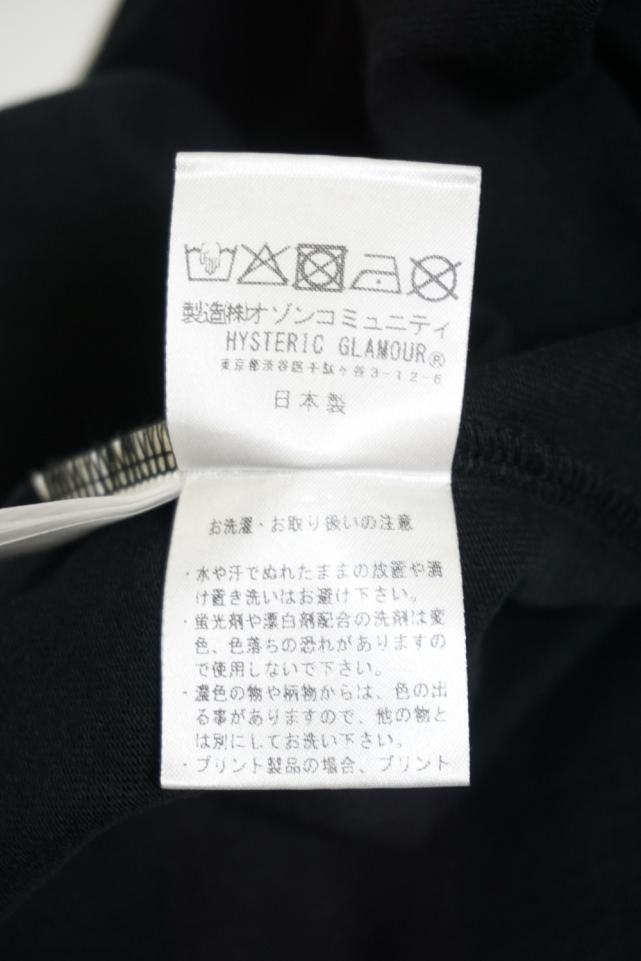 製造㈱オゾンコミュニティ
HYSTERIC GLAMOUR®
東京都渋谷区千駄ヶ谷3-12-6
日本製
お洗濯・お取り扱いの注意
・水や汗でぬれたままの放置や漬
け置き洗いはお避け下さい。
・蛍光剤や漂白剤配合の洗剤は変
色、色落ちの恐れがありますの
で使用しないで下さい。
・濃色の物や柄物からは、色の出
る事がありますので、他の物と
は別にしてお洗い下さい。
・プリント製品の場合、プリント